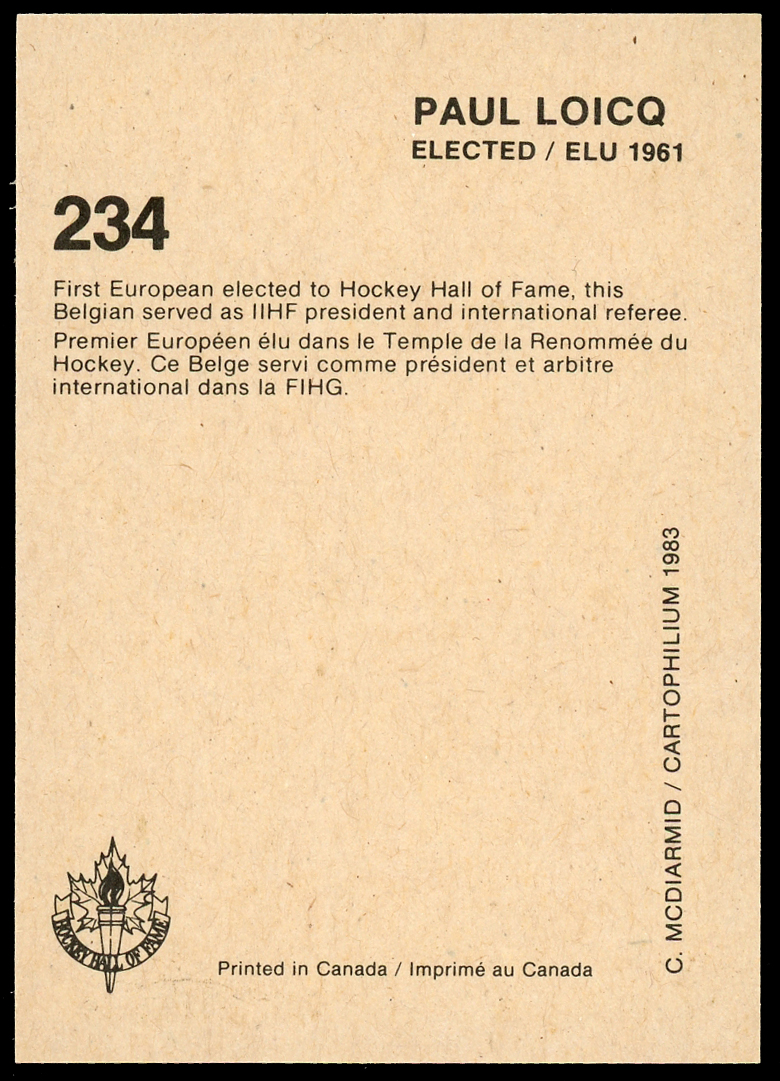 PAUL LOICQ
ELECTED / ELU 1961
234
First European elected to Hockey Hall of Fame, this
Belgian served as IIHF president and international referee.
Premier Européen élu dans le Temple de la Renommée du
Hockey. Ce Belge servi comme président et arbitre
international dans la FIHG.
C. MCDIARMID / CARTOPHILIUM 1983
HOCKEY HALL OF FAME
Printed in Canada / Imprimé au Canada